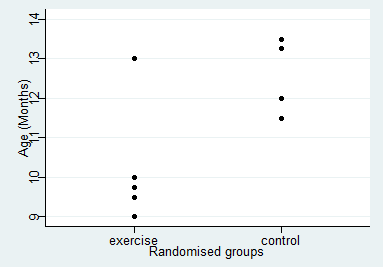 Age (Months)
14
13
12
11
10
9
exercise control
Randomised groups